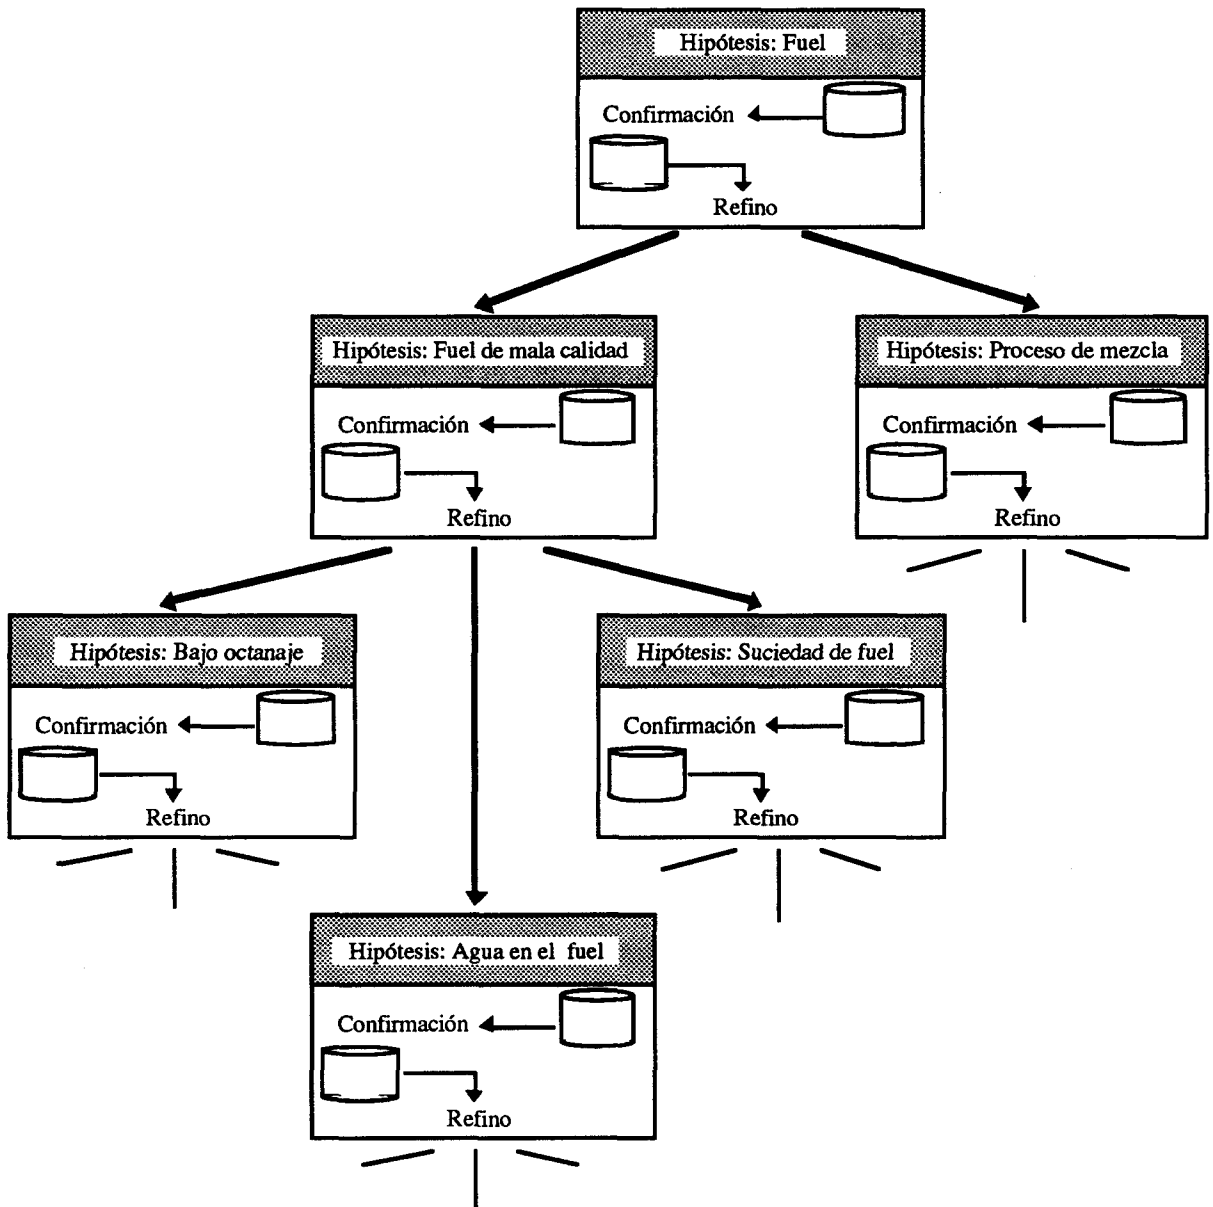 Hipótesis: Fuel
Confirmación
Refino
Hipótesis: Fuel de mala calidad
Confirmación
Refino
Hipótesis: Proceso de mezcla
Confirmación
Refino
Hipótesis: Bajo octanaje
Confirmación
Refino
Hipótesis: Suciedad de fuel
Confirmación
Refino
Hipótesis: Agua en el fuel
Confirmación
Refino